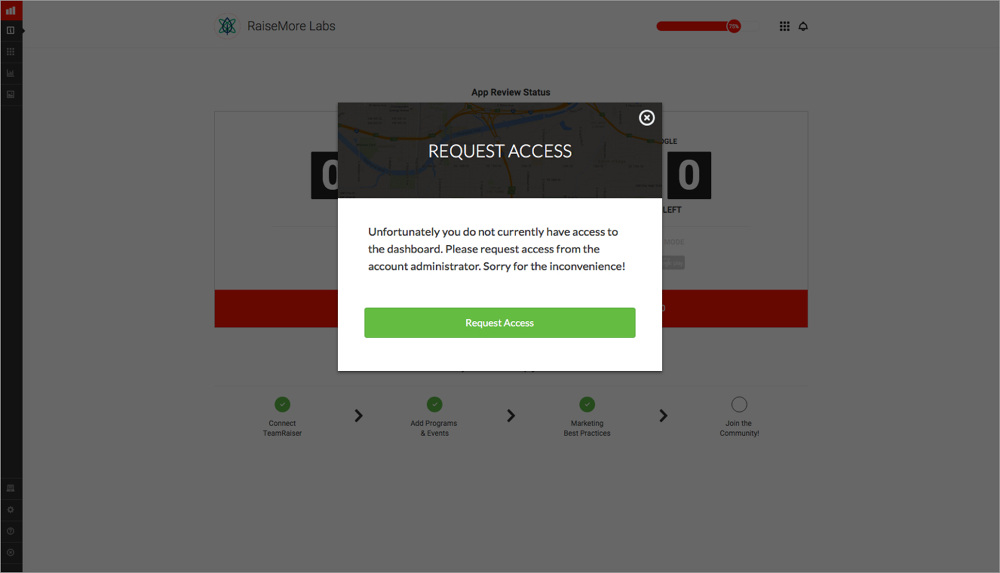 RaiseMore Labs
70%
App Review Status
REQUEST ACCESS
0
0
LEFT
Unfortunately you do not currently have access to
the dashboard. Please request access from the
account administrator. Sorry for the inconvenience!
Request Access
Connect
TeamRaiser
Add Programs
& Events
Marketing
Best Practices
Join the
Community!